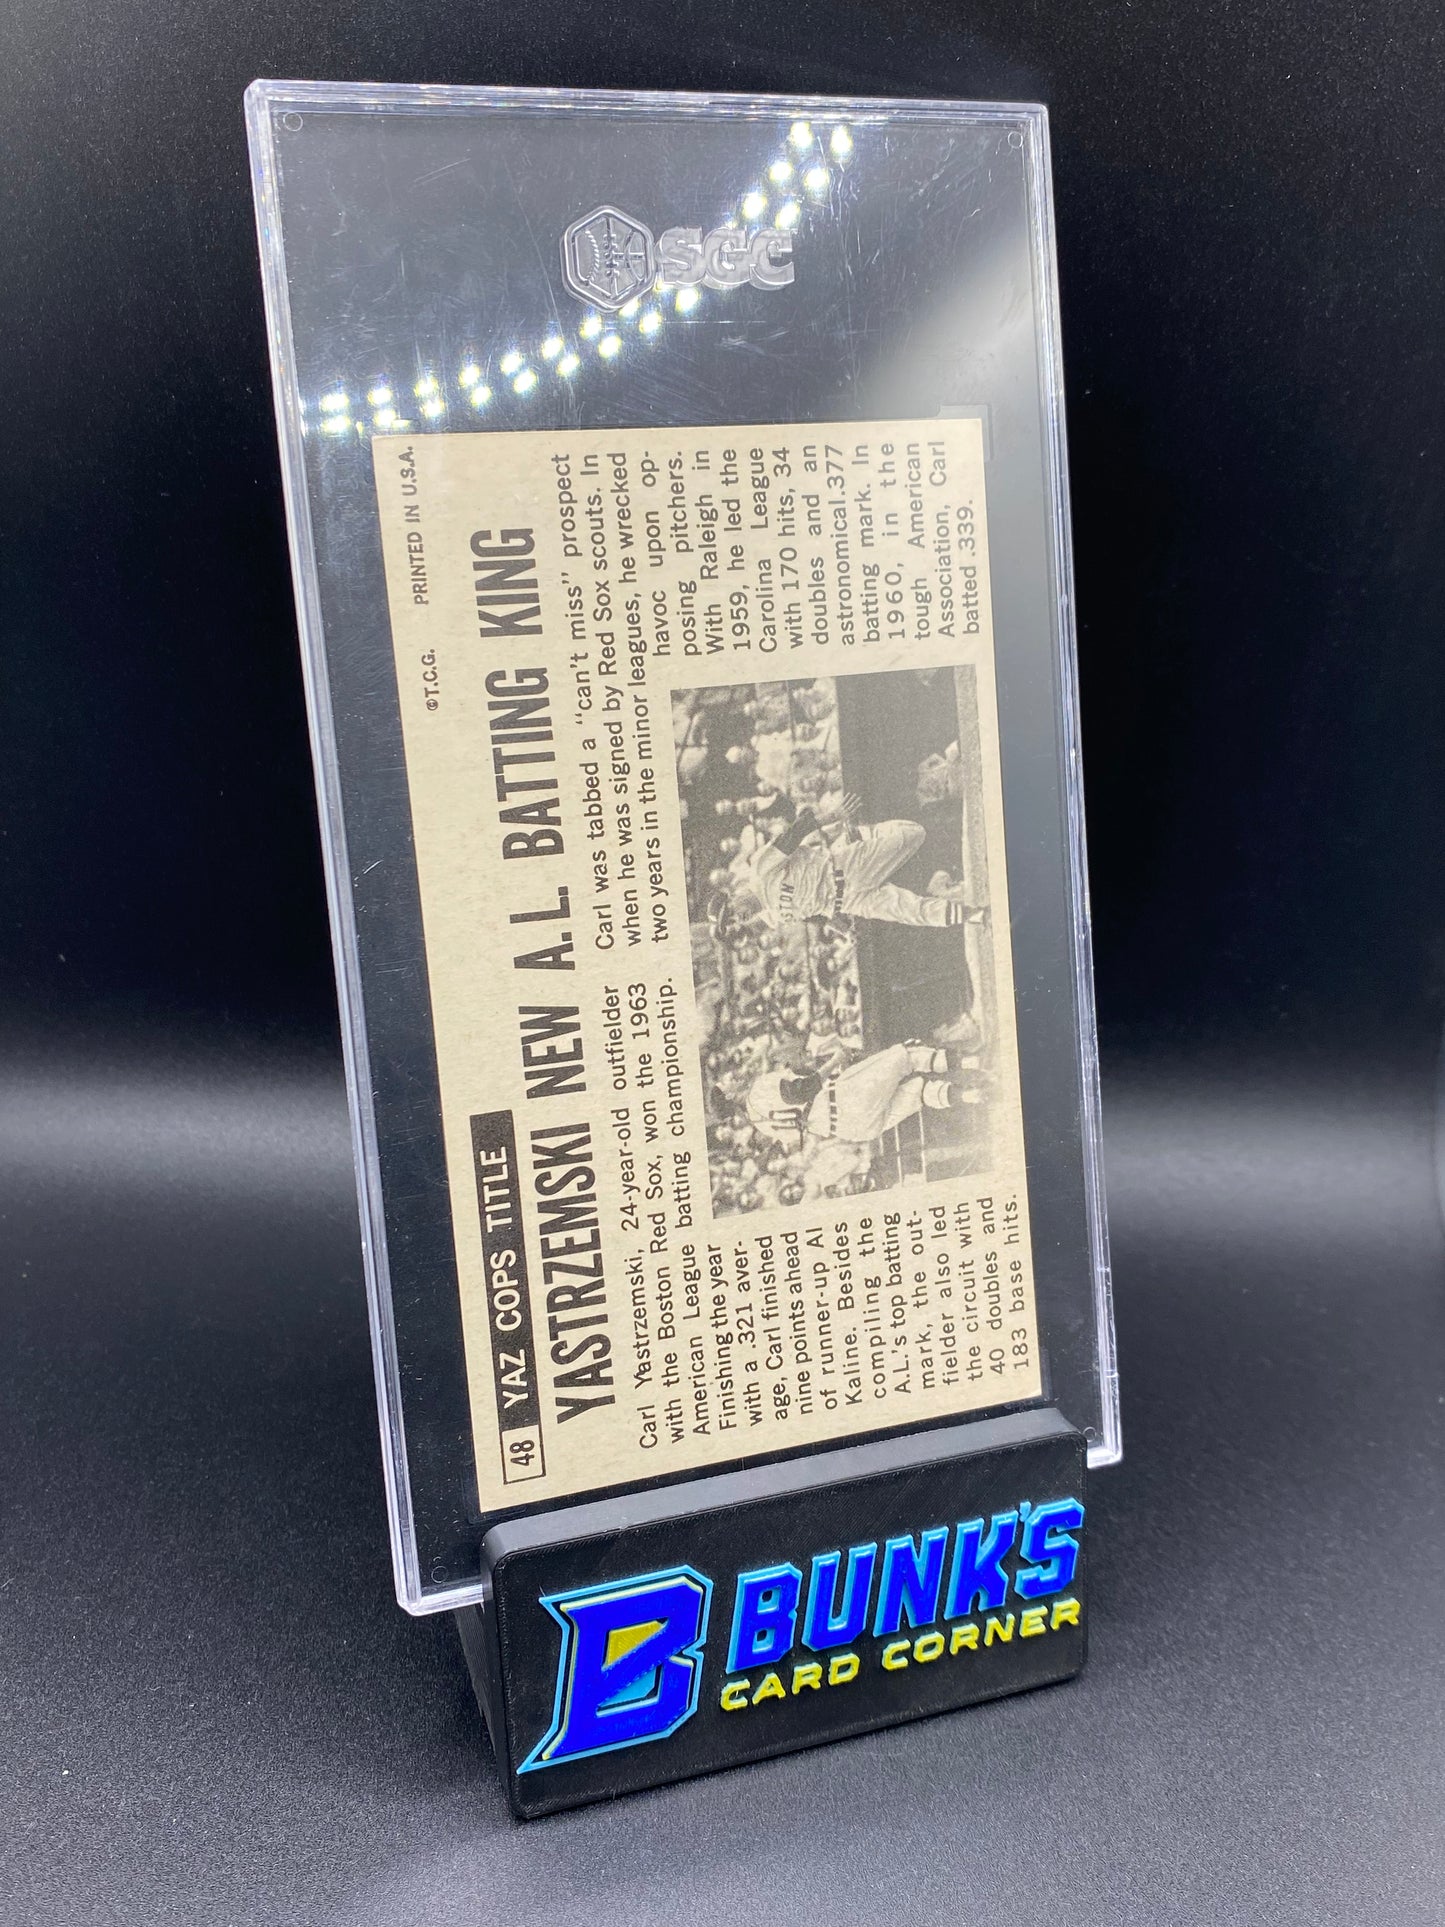 SGC
©T.C.G. PRINTED IN U.S.A.
48 YAZ COPS TITLE
YASTRZEMSKI NEW A.L. BATTING KING
Carl Yastrzemski, 24-year-old outfielder
with the Boston Red Sox, won the 1963
American League batting championship.
Finishing the year
with a .321 aver-
age, Carl finished
nine points ahead
of runner-up Al
Kaline. Besides
compiling the
A.L.'s top batting
mark, the out-
fielder also led
the circuit with
40 doubles and
183 base hits.
BOSTON
Carl was tabbed a "can't miss" prospect
when he was signed by Red Sox scouts. In
two years in the minor leagues, he wrecked
havoc upon op-
posing pitchers.
With Raleigh in
1959, he led the
Carolina League
with 170 hits, 34
doubles and an
astronomical.377
batting mark. In
1960, in the
tough American
Association, Carl
batted .339.
B BUNK'S
CARD CORNER